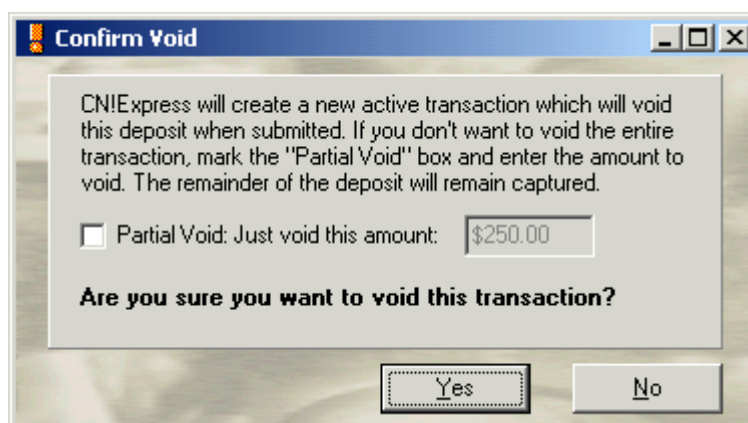 Confirm Void
CN!Express will create a new active transaction which will void
this deposit when submitted. If you don't want to void the entire
transaction, mark the "Partial Void" box and enter the amount to
void. The remainder of the deposit will remain captured.
Partial Void: Just void this amount: $250.00
Are you sure you want to void this transaction?
Yes No